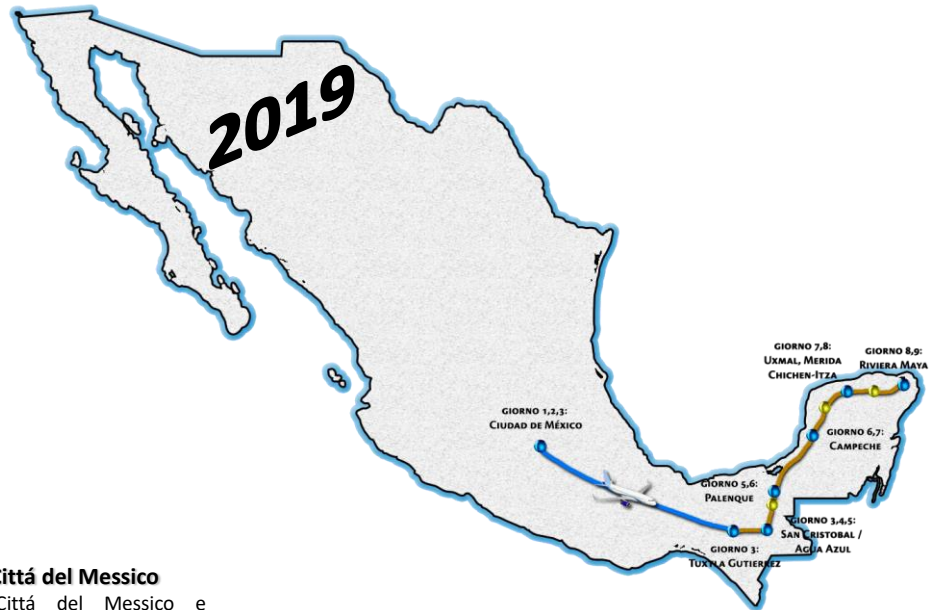 2019
GIORNO 7,8:
UXMAL, MERIDA
CHICHEN-ITZA
GIORNO 8,9:
RIVIERA MAYA
GIORNO 1,2,3:
CIUDAD DE MÉXICO
GIORNO 6,7:
CAMPECHE
GIORNO 5,6:
PALENQUE
GIORNO 3,4,5:
SAN CRISTOBAL /
AGUA AZUL
GIORNO 3:
TUXTLA GUTIERREZ
Cittá del Messico
Cittá del Messico e